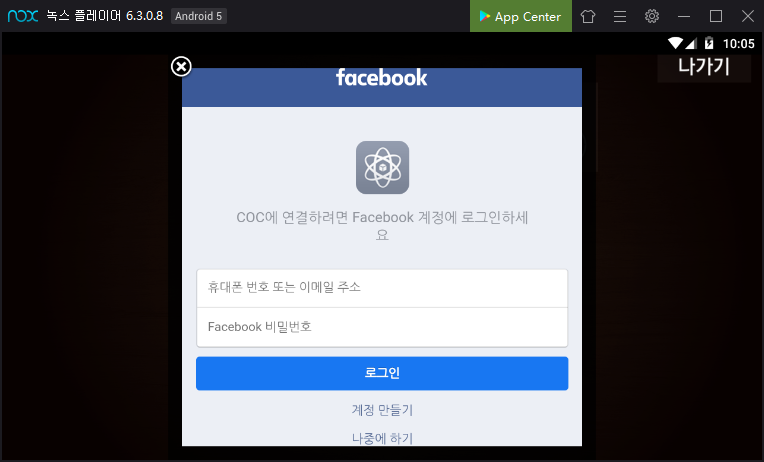 nox 녹스 플레이어 6.3.0.8 Android 5 App Center
10:05
나가기
facebook
COC에 연결하려면 Facebook 계정에 로그인하세
요
휴대폰 번호 또는 이메일 주소
Facebook 비밀번호
로그인
계정 만들기
나중에 하기